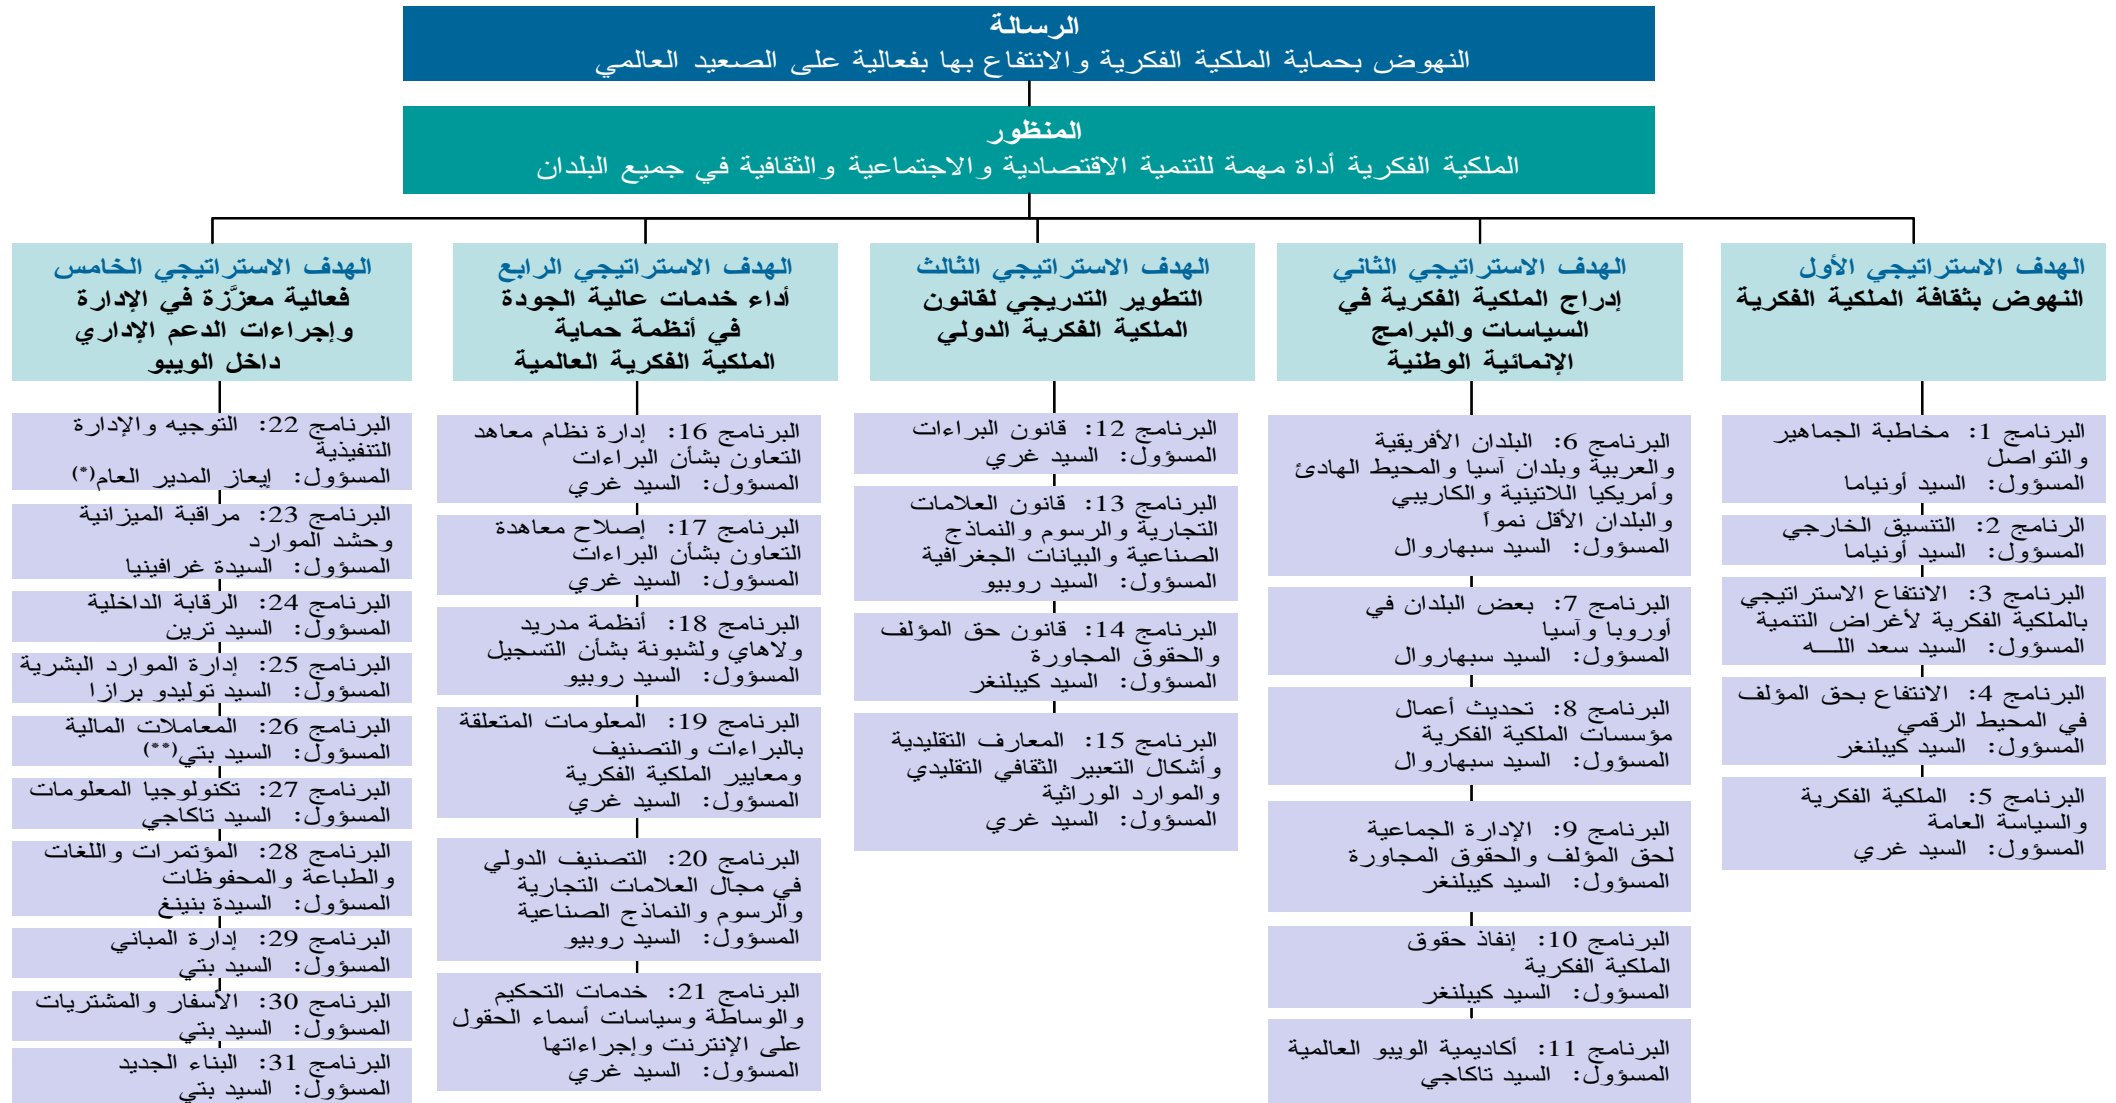 الرسالة
النهوض بحماية الملكية الفكرية والانتفاع بها بفعالية على الصعيد العالمي
المنظور
الملكية الفكرية أداة مهمة للتنمية الاقتصادية والاجتماعية والثقافية في جميع البلدان
الهدف الاستراتيجي الأول
النهوض بثقافة الملكية الفكرية
البرنامج 1: مخاطبة الجماهير
والتواصل
المسؤول: السيد أونياما
الرنامج 2: التنسيق الخارجي
المسؤول: السيد أونياما
البرنامج 3: الانتفاع الاستراتيجي
بالملكية الفكرية لأغراض التنمية
المسؤول: السيد سعد اللـــه
البرنامج 4: الانتفاع بحق المؤلف
في المحيط الرقمي
المسؤول: السيد كيبلنغر
البرنامج 5: الملكية الفكرية
والسياسة العامة
المسؤول: السيد غري
الهدف الاستراتيجي الثاني
إدراج الملكية الفكرية في
السياسات والبرامج
الإنمائية الوطنية
البرنامج 6: البلدان الأفريقية
والعربية وبلدان آسيا والمحيط الهادئ
وأمريكيا اللاتينية والكاريبي
والبلدان الأقل نمواً
المسؤول: السيد سبهاروال
البرنامج 7: بعض البلدان في
أوروبا وآسيا
المسؤول: السيد سبهاروال
البرنامج 8: تحديث أعمال
مؤسسات الملكية الفكرية
المسؤول: السيد سبهاروال
البرنامج 9: الإدارة الجماعية
لحق المؤلف والحقوق المجاورة
المسؤول: السيد كيبلنغر
البرنامج 10: إنفاذ حقوق
الملكية الفكرية
المسؤول: السيد كيبلنغر
البرنامج 11: أكاديمية الويبو العالمية
المسؤول: السيد تاكاجي
الهدف الاستراتيجي الثالث
التطوير التدريجي لقانون
الملكية الفكرية الدولي
البرنامج 12: قانون البراءات
المسؤول: السيد غري
البرنامج 13: قانون العلامات
التجارية والرسوم والنماذج
الصناعية والبيانات الجغرافية
المسؤول: السيد روبيو
البرنامج 14: قانون حق المؤلف
والحقوق المجاورة
المسؤول: السيد كيبلنغر
البرنامج 15: المعارف التقليدية
وأشكال التعبير الثقافي التقليدي
والموارد الوراثية
المسؤول: السيد غري
الهدف الاستراتيجي الرابع
أداء خدمات عالية الجودة
في أنظمة حماية
الملكية الفكرية العالمية
البرنامج 16: إدارة نظام معاهد
التعاون بشأن البراءات
المسؤول: السيد غري
البرنامج 17: إصلاح معاهدة
التعاون بشأن البراءات
المسؤول: السيد غري
البرنامج 18: أنظمة مدريد
ولاهاي ولشبونة بشأن التسجيل
المسؤول: السيد روبيو
البرنامج 19: المعلومات المتعلقة
بالبراءات والتصنيف
ومعايير الملكية الفكرية
المسؤول: السيد غري
البرنامج 20: التصنيف الدولي
في مجال العلامات التجارية
والرسوم والنماذج الصناعية
المسؤول: السيد روبيو
البرنامج 21: خدمات التحكيم
والوساطة وسياسات أسماء الحقول
على الإنترنت وإجراءاتها
المسؤول: السيد غري
الهدف الاستراتيجي الخامس
فعالية معزَّزة في الإدارة
وإجراءات الدعم الإداري
داخل الويبو
البرنامج 22: التوجيه والإدارة
التنفيذية
المسؤول: إيعاز المدير العام(*)
البرنامج 23: مراقبة الميزانية
وحشد الموارد
المسؤول: السيدة غرافينيا
البرنامج 24: الرقابة الداخلية
المسؤول: السيد ترين
البرنامج 25: إدارة الموارد البشرية
المسؤول: السيد توليدو برازا
البرنامج 26: المعاملات المالية
المسؤول: السيد بتي(**)
البرنامج 27: تكنولوجيا المعلومات
المسؤول: السيد تاكاجي
البرنامج 28: المؤتمرات واللغات
والطباعة والمحفوظات
المسؤول: السيدة بنينغ
البرنامج 29: إدارة المباني
المسؤول: السيد بتي
البرنامج 30: الأسفار والمشتريات
المسؤول: السيد بتي
البرنامج 31: البناء الجديد
المسؤول: السيد بتي